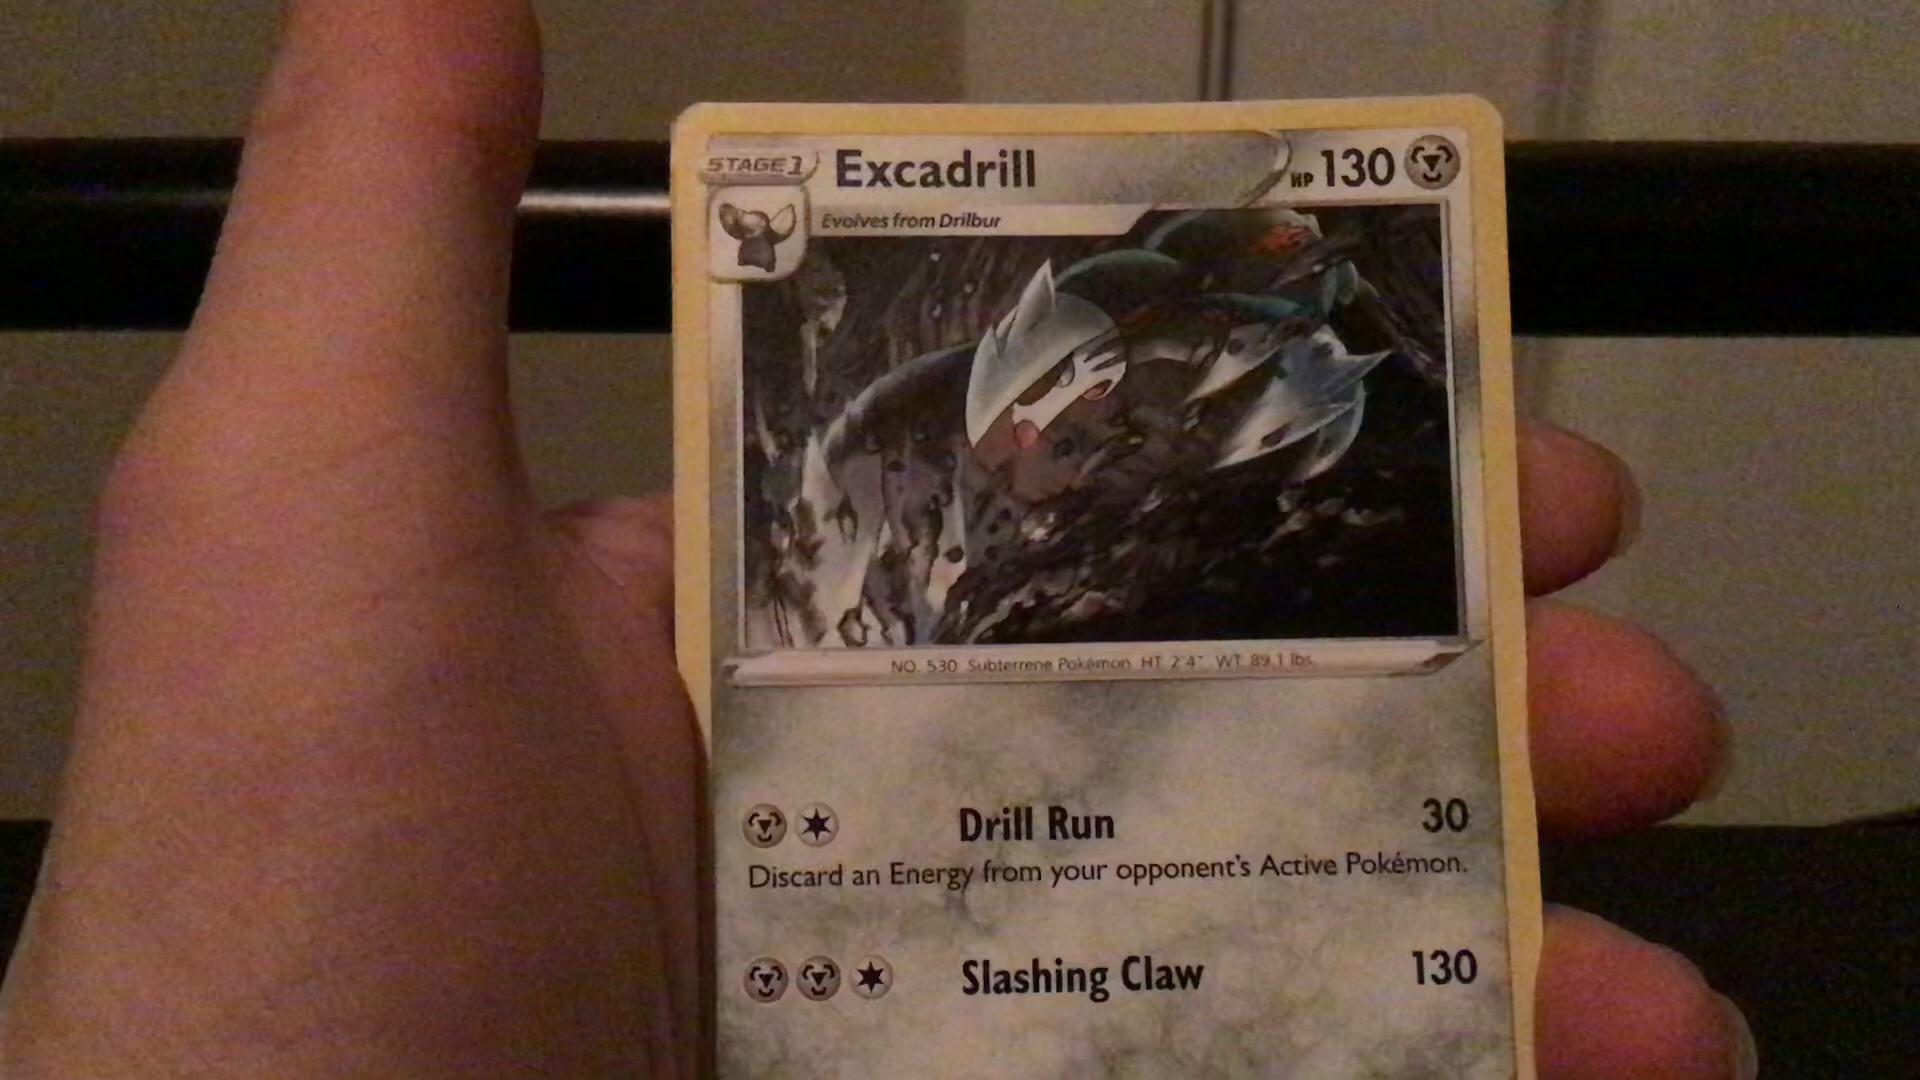 STAGE 1 Excadrill HP 130
Evolves from Drilbur
NO. 530 Subterrene Pokémon HT 2'4" WT 89.1 lbs.
Drill Run 30
Discard an Energy from your opponent's Active Pokémon.
Slashing Claw 130